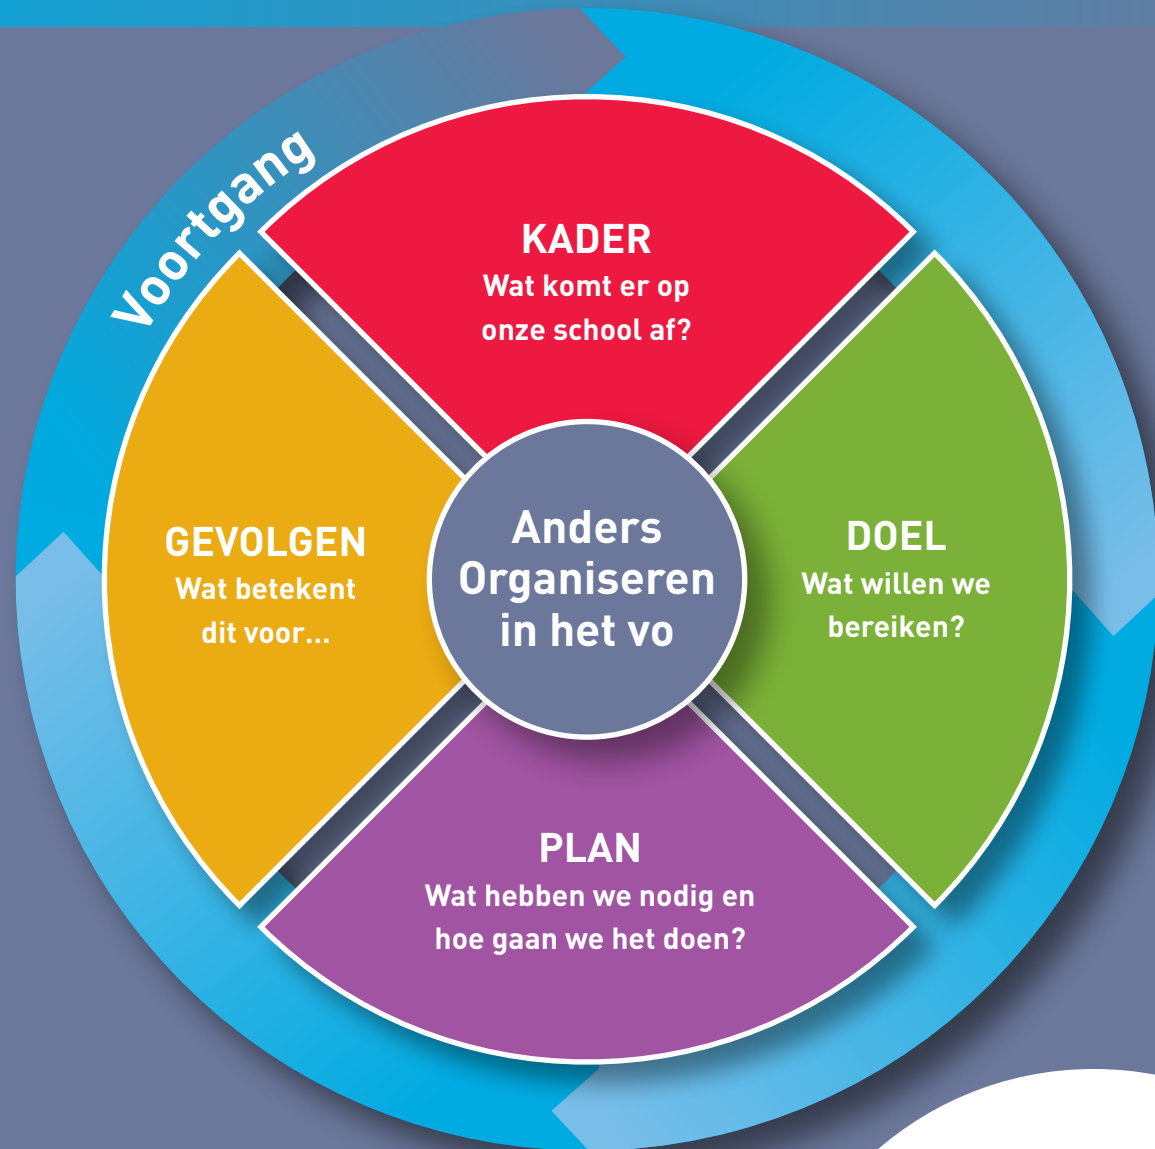 Voortgang
KADER
Wat komt er op
onze school af?
GEVOLGEN
Wat betekent
dit voor...
Anders
Organiseren
in het vo
DOEL
Wat willen we
bereiken?
PLAN
Wat hebben we nodig en
hoe gaan we het doen?